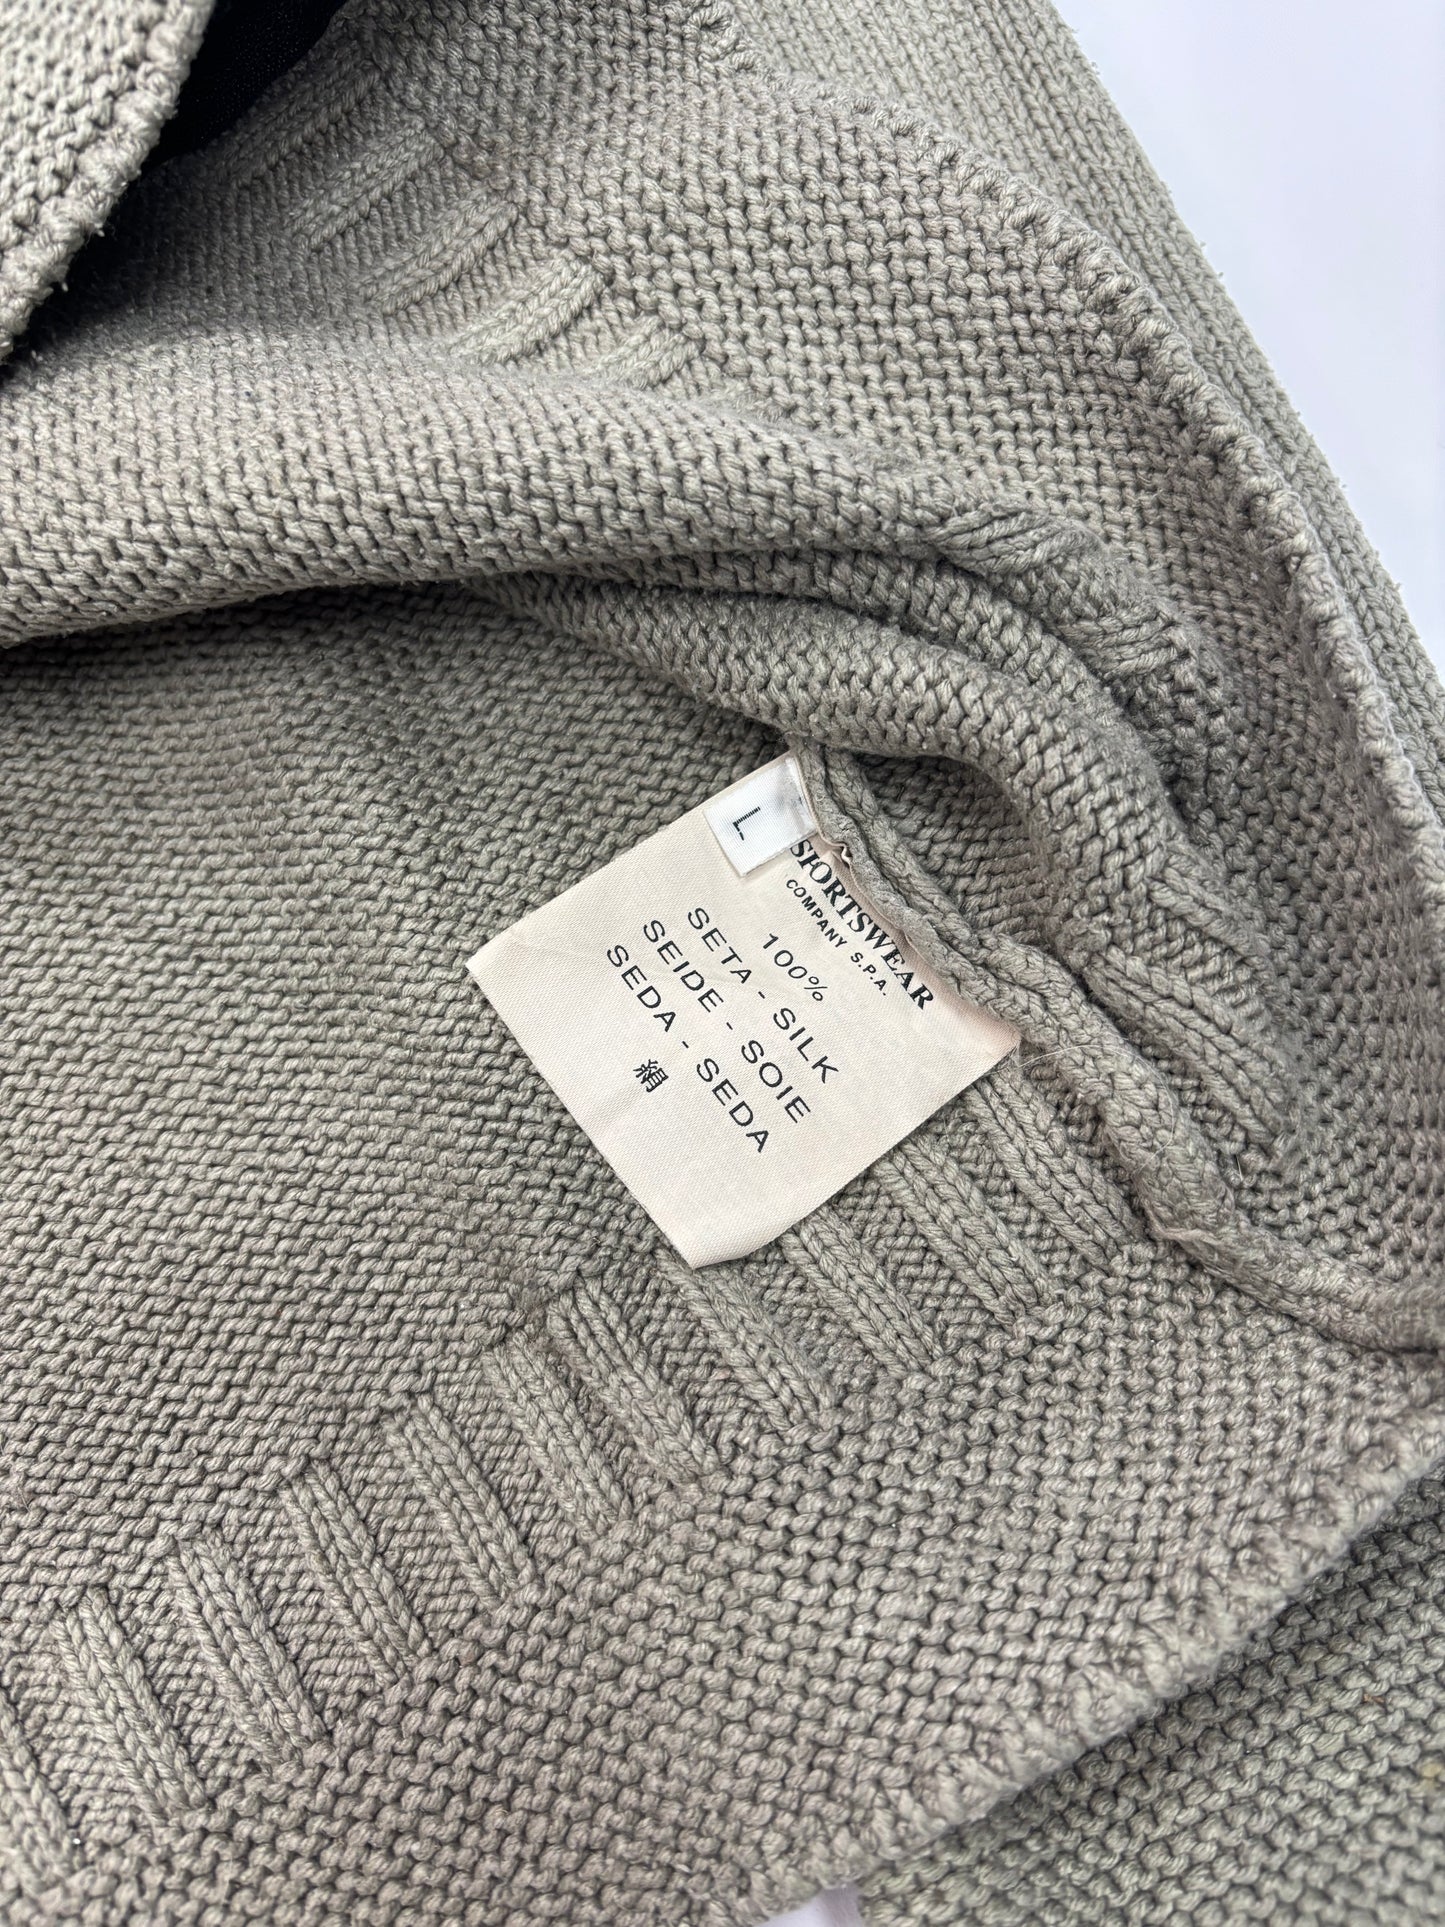 L
SPORTSWEAR
COMPANY S.P.A.
100%
SETA - SILK
SEIDE - SOIE
SEDA - SEDA
絹